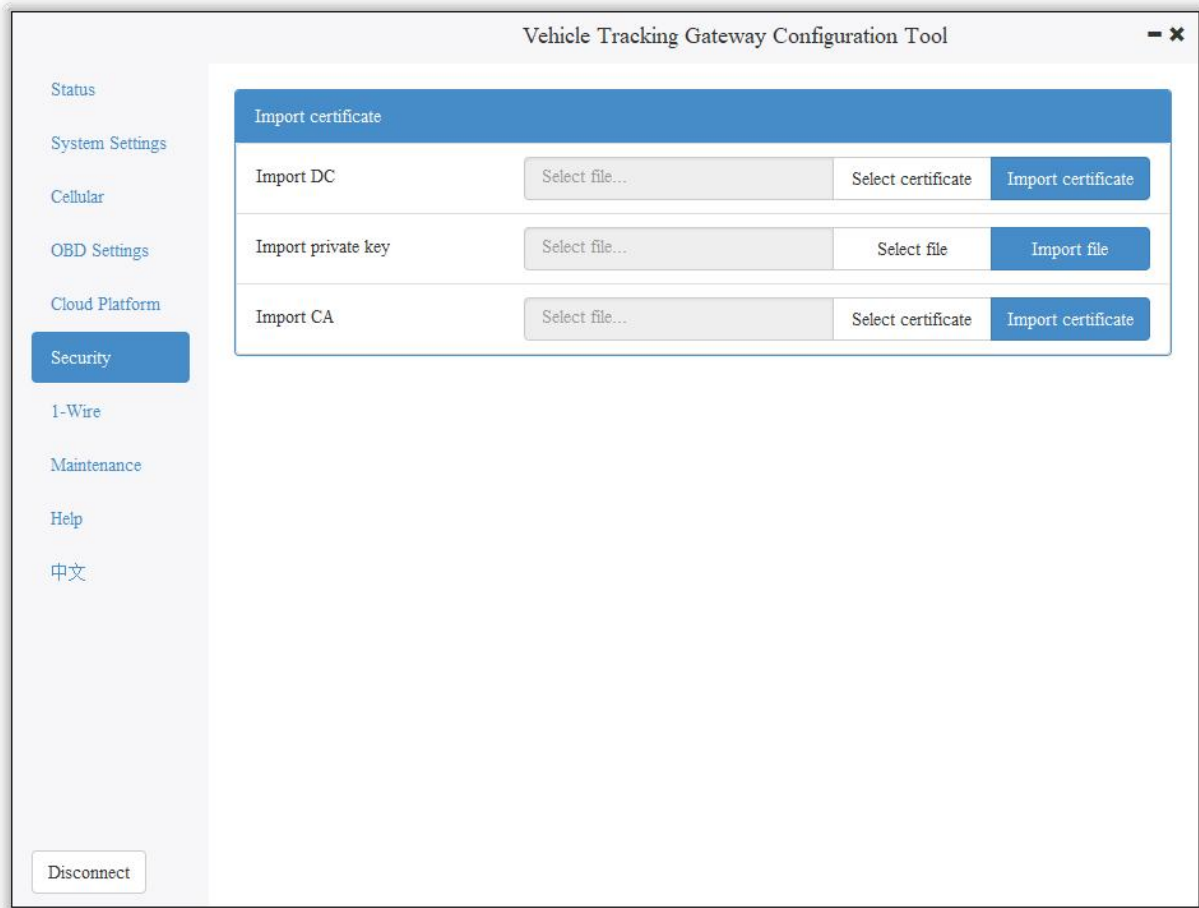 Vehicle Tracking Gateway Configuration Tool
Status
System Settings
Cellular
OBD Settings
Cloud Platform
Security
1-Wire
Maintenance
Help
中文
Disconnect
Import certificate
Import DC Select file... Select certificate Import certificate
Import private key Select file... Select file Import file
Import CA Select file... Select certificate Import certificate